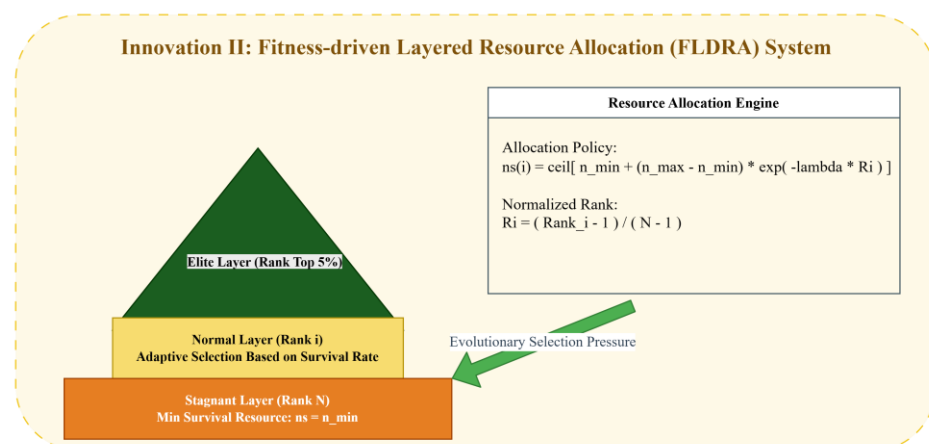 Innovation II: Fitness-driven Layered Resource Allocation (FLDRA) System
Resource Allocation Engine
Allocation Policy:
ns(i) = ceil[ n_min + (n_max - n_min) * exp( -lambda * Ri ) ]
Normalized Rank:
Ri = ( Rank_i - 1 ) / ( N - 1 )
Elite Layer (Rank Top 5%)
Normal Layer (Rank i)
Adaptive Selection Based on Survival Rate
Evolutionary Selection Pressure
Stagnant Layer (Rank N)
Min Survival Resource: ns = n_min